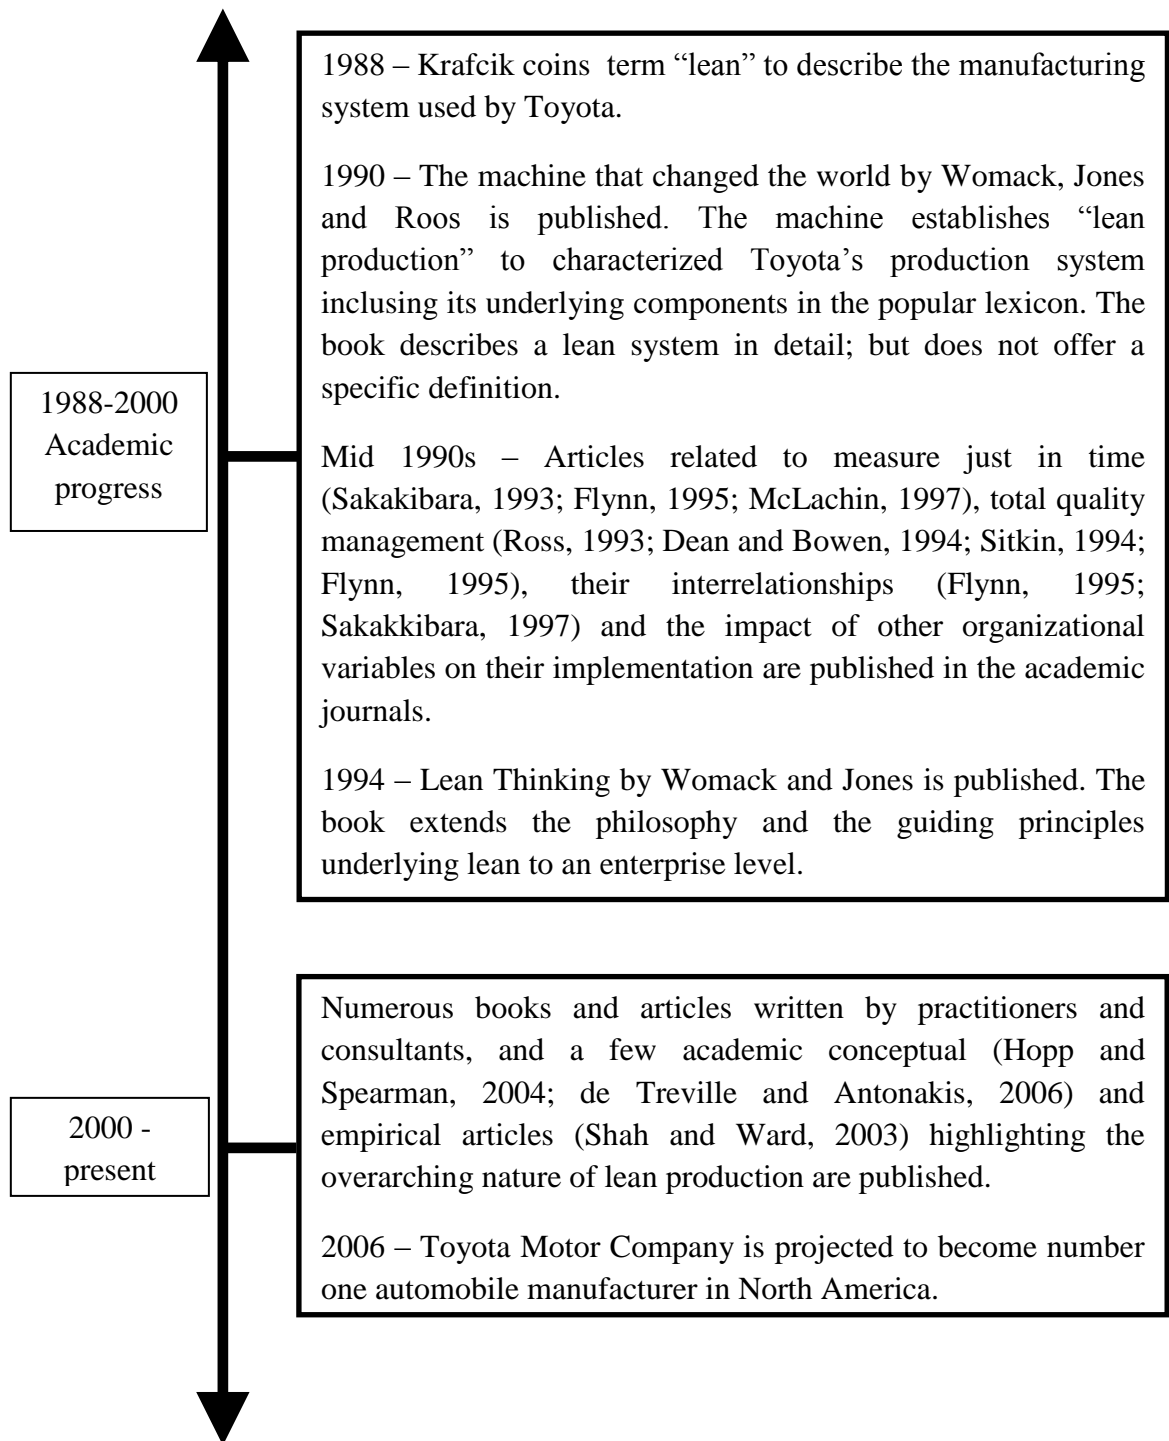 1988 – Krafcik coins term “lean” to describe the manufacturing
system used by Toyota.
1990 – The machine that changed the world by Womack, Jones
and Roos is published. The machine establishes “lean
production” to characterized Toyota’s production system
inclusing its underlying components in the popular lexicon. The
book describes a lean system in detail; but does not offer a
specific definition.
1988-2000
Academic
progress
Mid 1990s – Articles related to measure just in time
(Sakakibara, 1993; Flynn, 1995; McLachin, 1997), total quality
management (Ross, 1993; Dean and Bowen, 1994; Sitkin, 1994;
Flynn, 1995), their interrelationships (Flynn, 1995;
Sakakkibara, 1997) and the impact of other organizational
variables on their implementation are published in the academic
journals.
1994 – Lean Thinking by Womack and Jones is published. The
book extends the philosophy and the guiding principles
underlying lean to an enterprise level.
2000 -
present
Numerous books and articles written by practitioners and
consultants, and a few academic conceptual (Hopp and
Spearman, 2004; de Treville and Antonakis, 2006) and
empirical articles (Shah and Ward, 2003) highlighting the
overarching nature of lean production are published.
2006 – Toyota Motor Company is projected to become number
one automobile manufacturer in North America.